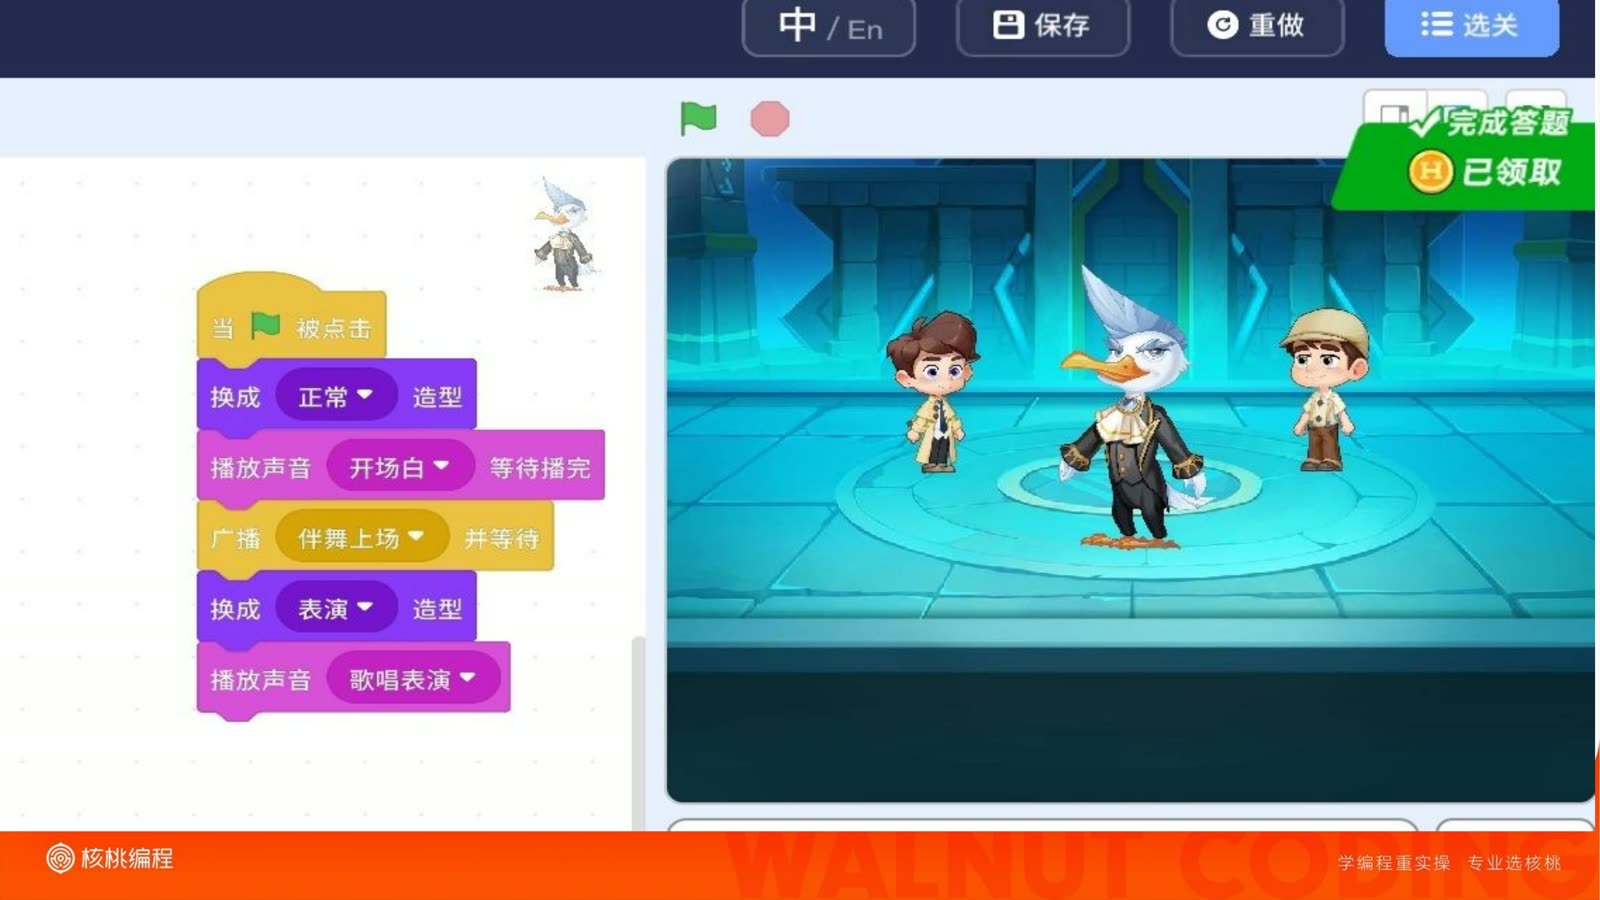 中 / En
保存
重做
选关
完成答题
已领取
当 被点击
换成 正常 造型
播放声音 开场白 等待播完
广播 伴舞上场 并等待
换成 表演 造型
播放声音 歌唱表演
核桃编程
WALNUT CODING
学编程重实操 专业选核桃